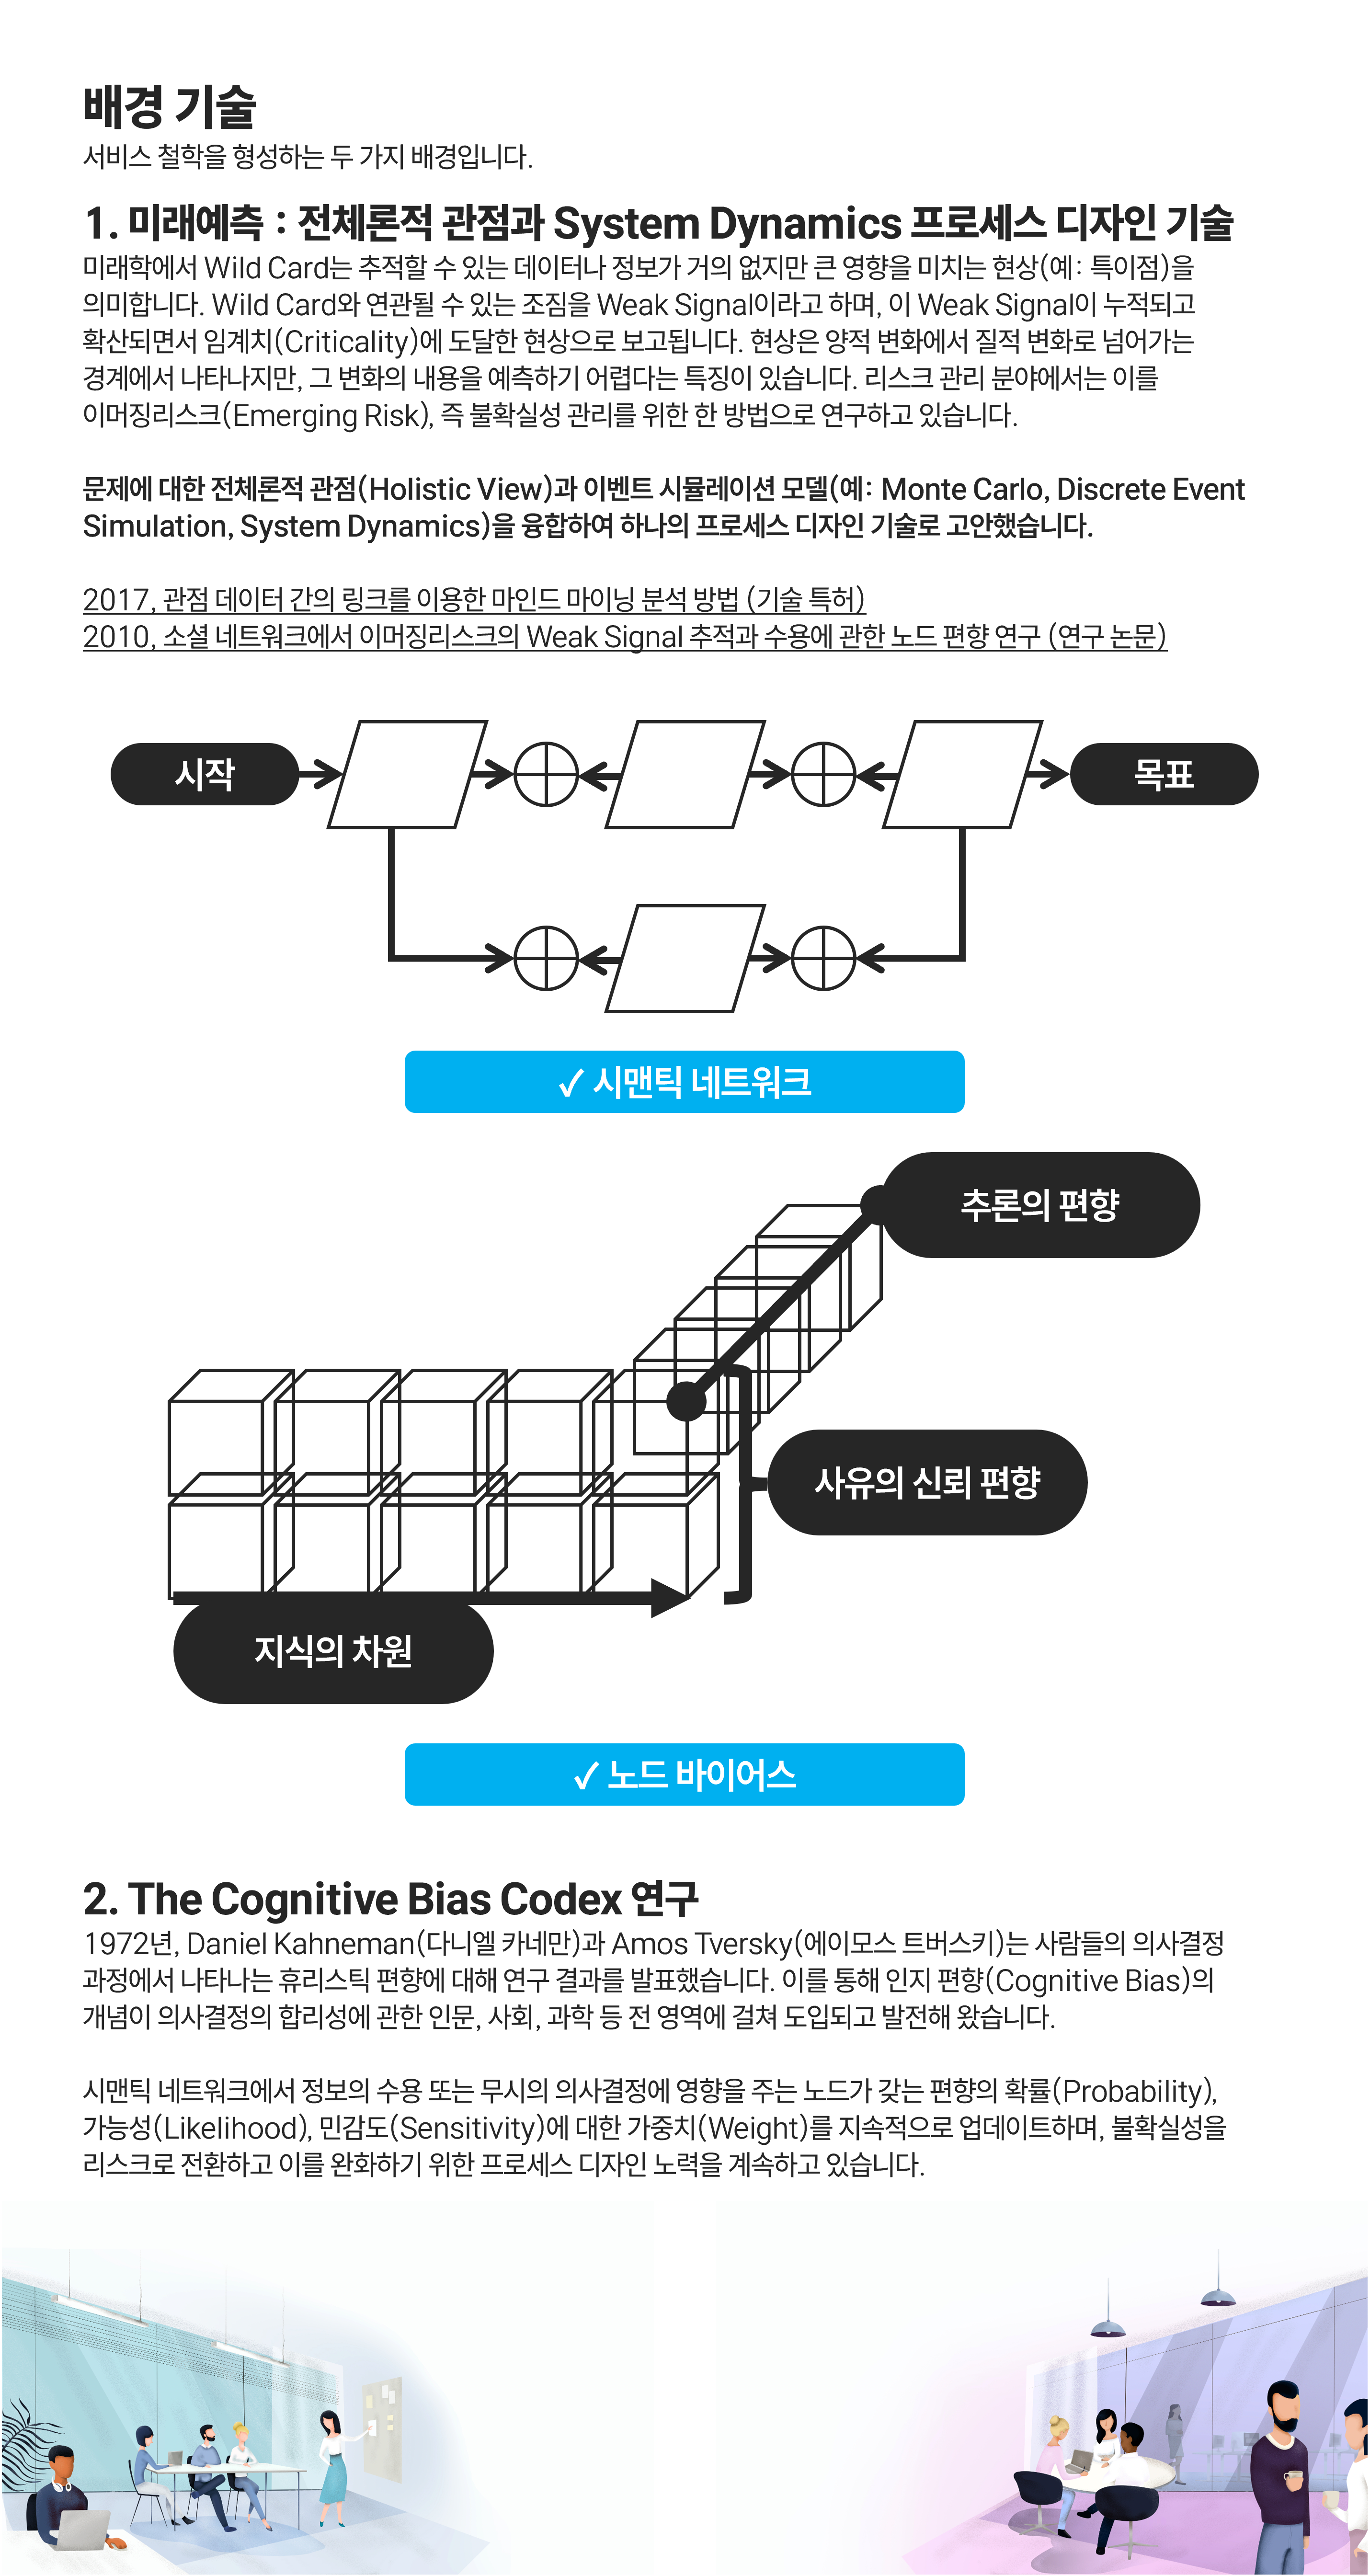 배경 기술
서비스 철학을 형성하는 두 가지 배경입니다.
1. 미래예측 : 전체론적 관점과 System Dynamics 프로세스 디자인 기술
미래학에서 Wild Card는 추적할 수 있는 데이터나 정보가 거의 없지만 큰 영향을 미치는 현상(예: 특이점)을
의미합니다. Wild Card와 연관될 수 있는 조짐을 Weak Signal이라고 하며, 이 Weak Signal이 누적되고
확산되면서 임계치(Criticality)에 도달한 현상으로 보고됩니다. 현상은 양적 변화에서 질적 변화로 넘어가는
경계에서 나타나지만, 그 변화의 내용을 예측하기 어렵다는 특징이 있습니다. 리스크 관리 분야에서는 이를
이머징리스크(Emerging Risk), 즉 불확실성 관리를 위한 한 방법으로 연구하고 있습니다.
문제에 대한 전체론적 관점(Holistic View)과 이벤트 시뮬레이션 모델(예: Monte Carlo, Discrete Event
Simulation, System Dynamics)을 융합하여 하나의 프로세스 디자인 기술로 고안했습니다.
2017, 관점 데이터 간의 링크를 이용한 마인드 마이닝 분석 방법 (기술 특허)
2010, 소셜 네트워크에서 이머징리스크의 Weak Signal 추적과 수용에 관한 노드 편향 연구 (연구 논문)
시작
목표
✓ 시맨틱 네트워크
추론의 편향
사유의 신뢰 편향
지식의 차원
✓ 노드 바이어스
2. The Cognitive Bias Codex 연구
1972년, Daniel Kahneman(다니엘 카네만)과 Amos Tversky(에이모스 트버스키)는 사람들의 의사결정
과정에서 나타나는 휴리스틱 편향에 대해 연구 결과를 발표했습니다. 이를 통해 인지 편향(Cognitive Bias)의
개념이 의사결정의 합리성에 관한 인문, 사회, 과학 등 전 영역에 걸쳐 도입되고 발전해 왔습니다.
시맨틱 네트워크에서 정보의 수용 또는 무시의 의사결정에 영향을 주는 노드가 갖는 편향의 확률(Probability),
가능성(Likelihood), 민감도(Sensitivity)에 대한 가중치(Weight)를 지속적으로 업데이트하며, 불확실성을
리스크로 전환하고 이를 완화하기 위한 프로세스 디자인 노력을 계속하고 있습니다.